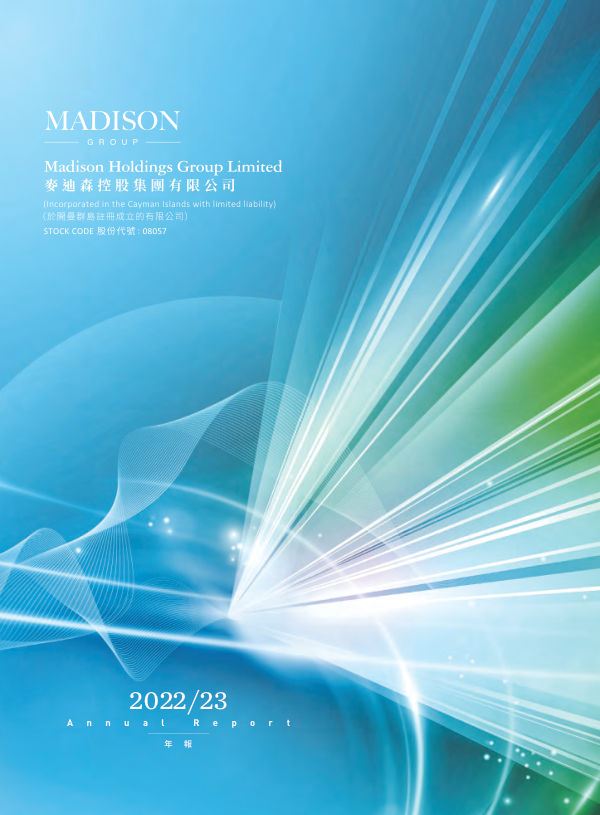 MADISON
GROUP
Madison Holdings Group Limited
麥迪森控股集團有限公司
(Incorporated in the Cayman Islands with limited liability)
(於開曼群島註冊成立的有限公司)
STOCK CODE 股份代號 : 08057
2022/23
Annual Report
年報